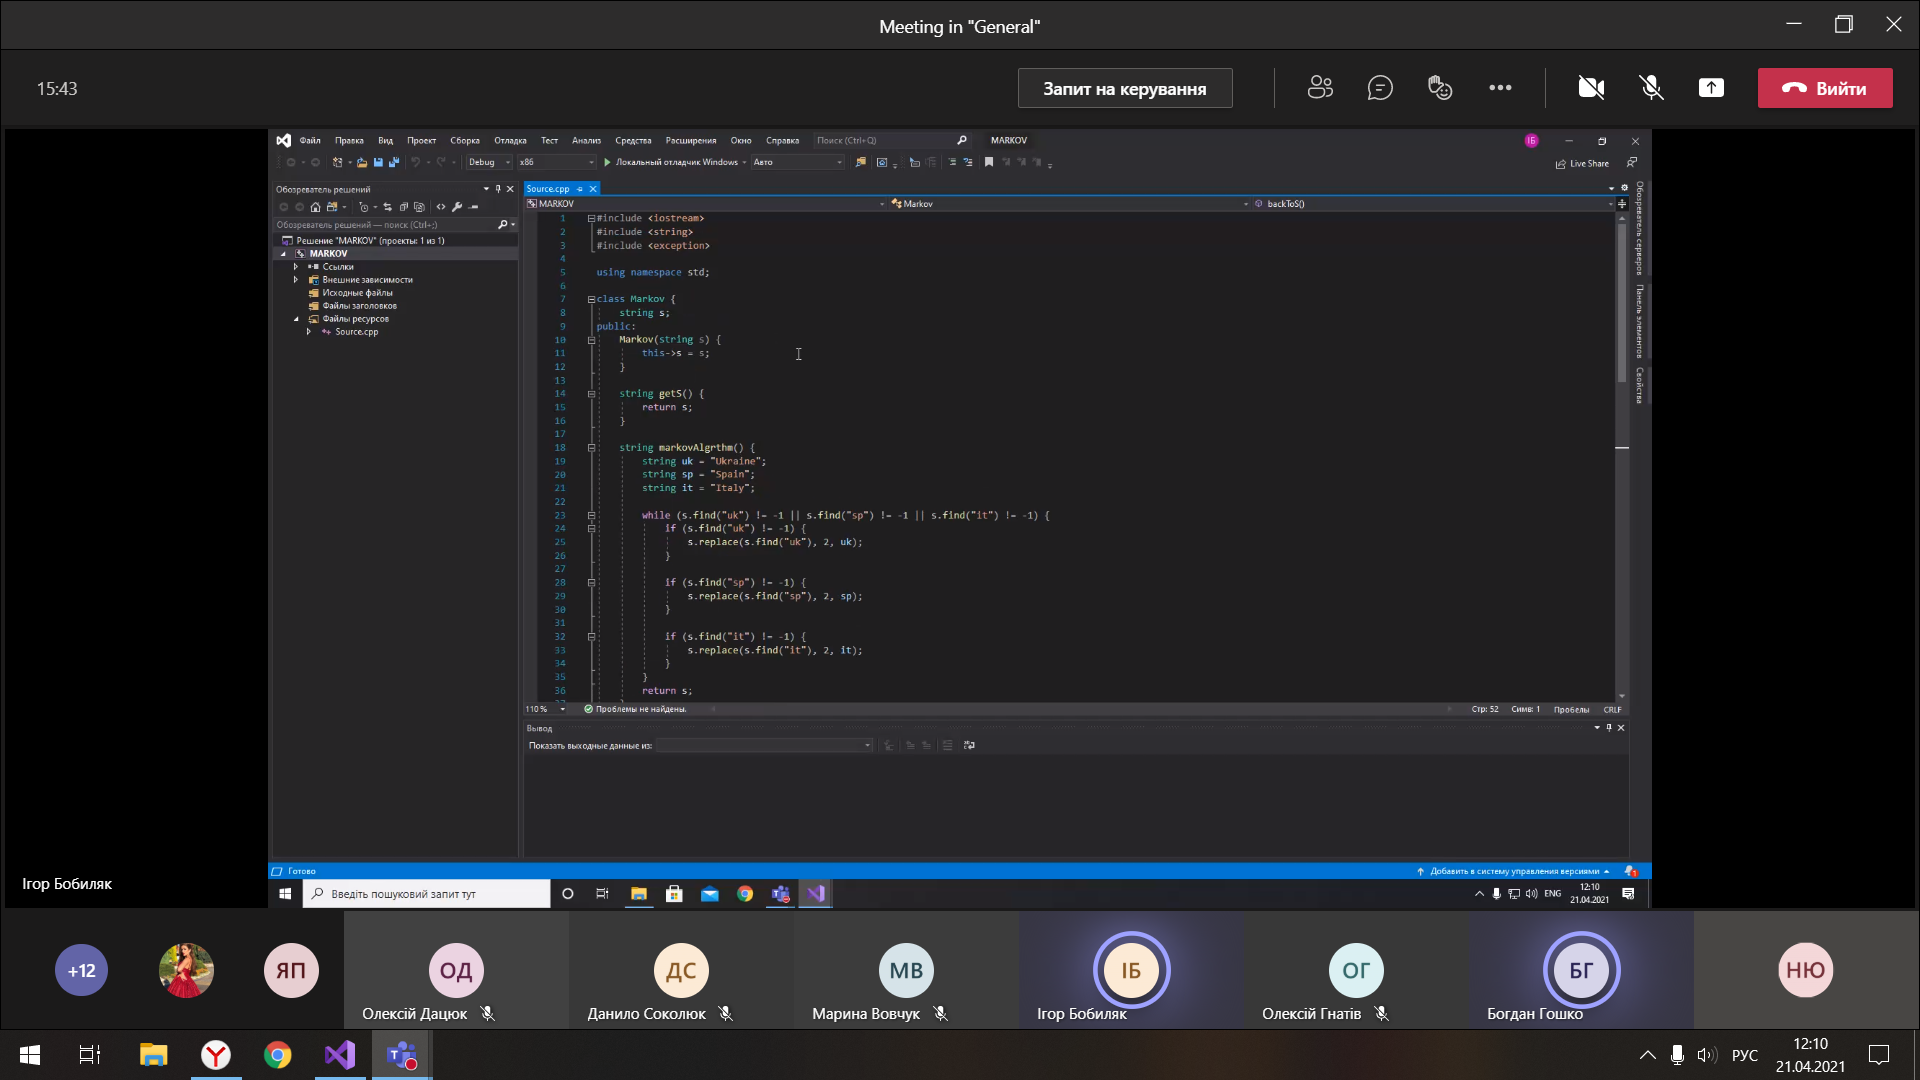 Meeting in "General"
15:43
Запит на керування
Вийти
Файл Правка Вид Проект Сборка Отладка Тест Анализ Средства Расширения Окно Справка Поиск (Ctrl+Q) MARKOV ІБ
Debug x86 Локальный отладчик Windows Авто Live Share
Обозреватель решений
Обозреватель решений — поиск (Ctrl+;)
Решение "MARKOV" (проекты: 1 из 1)
MARKOV
Ссылки
Внешние зависимости
Исходные файлы
Файлы заголовков
Файлы ресурсов
Source.cpp
Source.cpp
MARKOV Markov backToS()
1 #include <iostream>
2 #include <string>
3 #include <exception>
4
5 using namespace std;
6
7 class Markov {
8 string s;
9 public:
10 Markov(string s) {
11 this->s = s;
12 }
13
14 string getS() {
15 return s;
16 }
17
18 string markovAlgrthm() {
19 string uk = "Ukraine";
20 string sp = "Spain";
21 string it = "Italy";
22
23 while (s.find("uk") != -1 || s.find("sp") != -1 || s.find("it") != -1) {
24 if (s.find("uk") != -1) {
25 s.replace(s.find("uk"), 2, uk);
26 }
27
28 if (s.find("sp") != -1) {
29 s.replace(s.find("sp"), 2, sp);
30 }
31
32 if (s.find("it") != -1) {
33 s.replace(s.find("it"), 2, it);
34 }
35 }
36 return s;
Обозреватель серверов
Панель элементов
Свойства
110 % Проблемы не найдены. Стр: 52 Симв: 1 Пробелы CRLF
Вывод
Показать выходные данные из:
Готово Добавить в систему управления версиями 1
Введіть пошуковий запит тут ENG 12:10
21.04.2021
Ігор Бобиляк
+12 ЯП ОД ДС МВ ІБ ОГ БГ НЮ
Олексій Дацюк Данило Соколюк Марина Вовчук Ігор Бобиляк Олексій Гнатів Богдан Гошко
РУС 12:10
21.04.2021